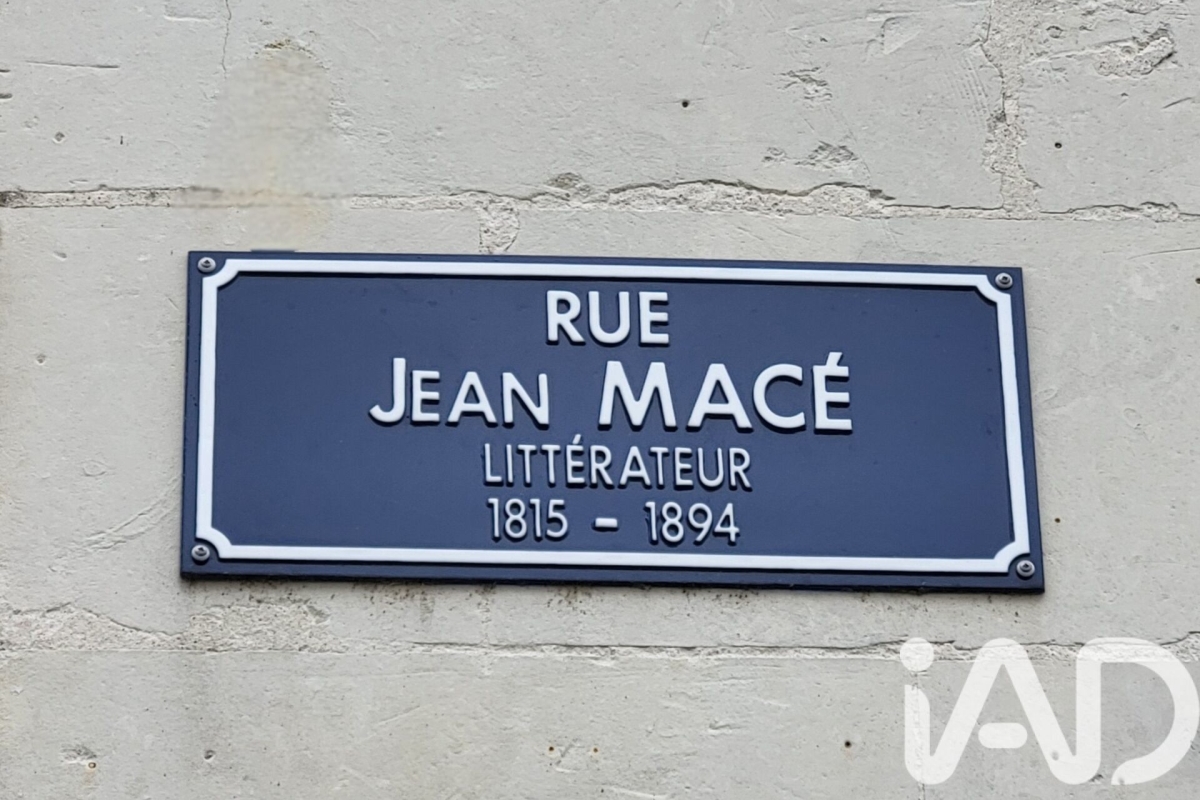 RUE
JEAN MACÉ
LITTÉRATEUR
1815 - 1894
iAD